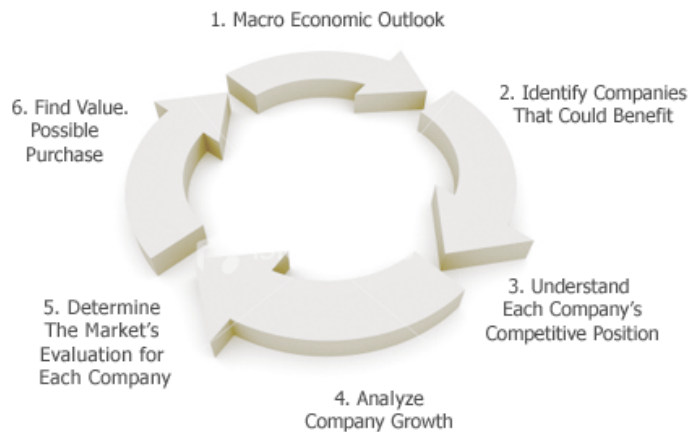 1. Macro Economic Outlook
2. Identify Companies
That Could Benefit
3. Understand
Each Company's
Competitive Position
4. Analyze
Company Growth
5. Determine
The Market's
Evaluation for
Each Company
6. Find Value.
Possible
Purchase